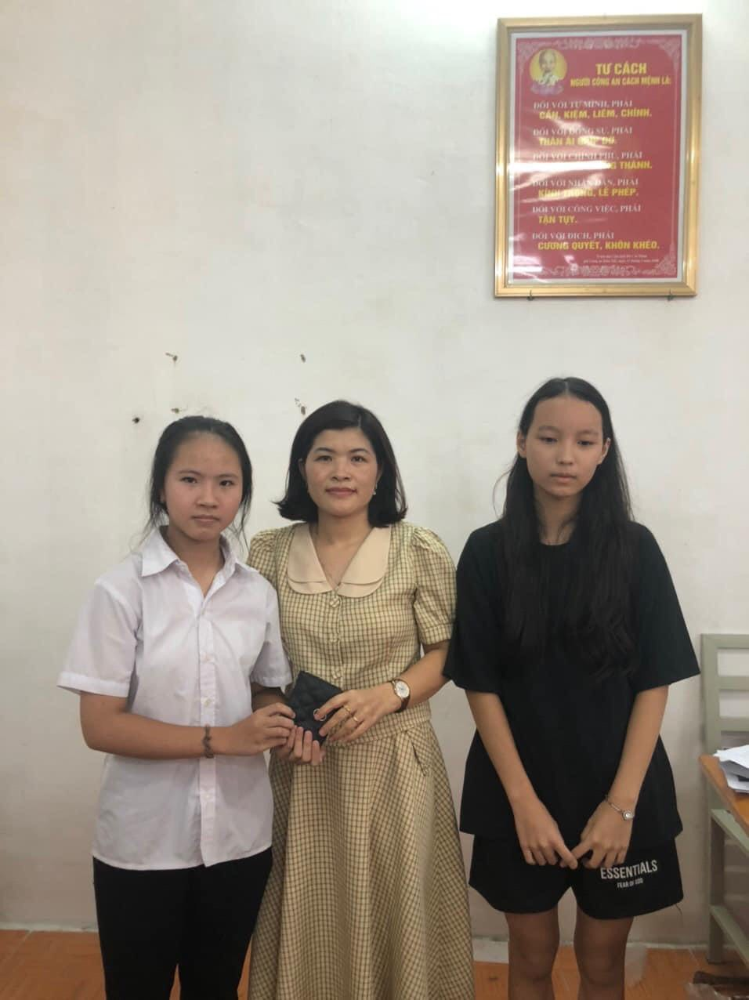 TƯ CÁCH
NGƯỜI CÔNG AN CÁCH MỆNH LÀ:
ĐỐI VỚI TỰ MÌNH, PHẢI
CẦN, KIỆM, LIÊM, CHÍNH.
ĐỐI VỚI ĐỒNG SỰ, PHẢI
THÂN ÁI GIÚP ĐỠ.
ĐỐI VỚI CHÍNH PHỦ, PHẢI
THÀNH.
ĐỐI VỚI NHÂN DÂN, PHẢI
KÍNH TRỌNG, LỄ PHÉP.
ĐỐI VỚI CÔNG VIỆC, PHẢI
TẬN TỤY.
ĐỐI VỚI ĐỊCH, PHẢI
CƯƠNG QUYẾT, KHÔN KHÉO.
ESSENTIALS
FEAR OF GOD